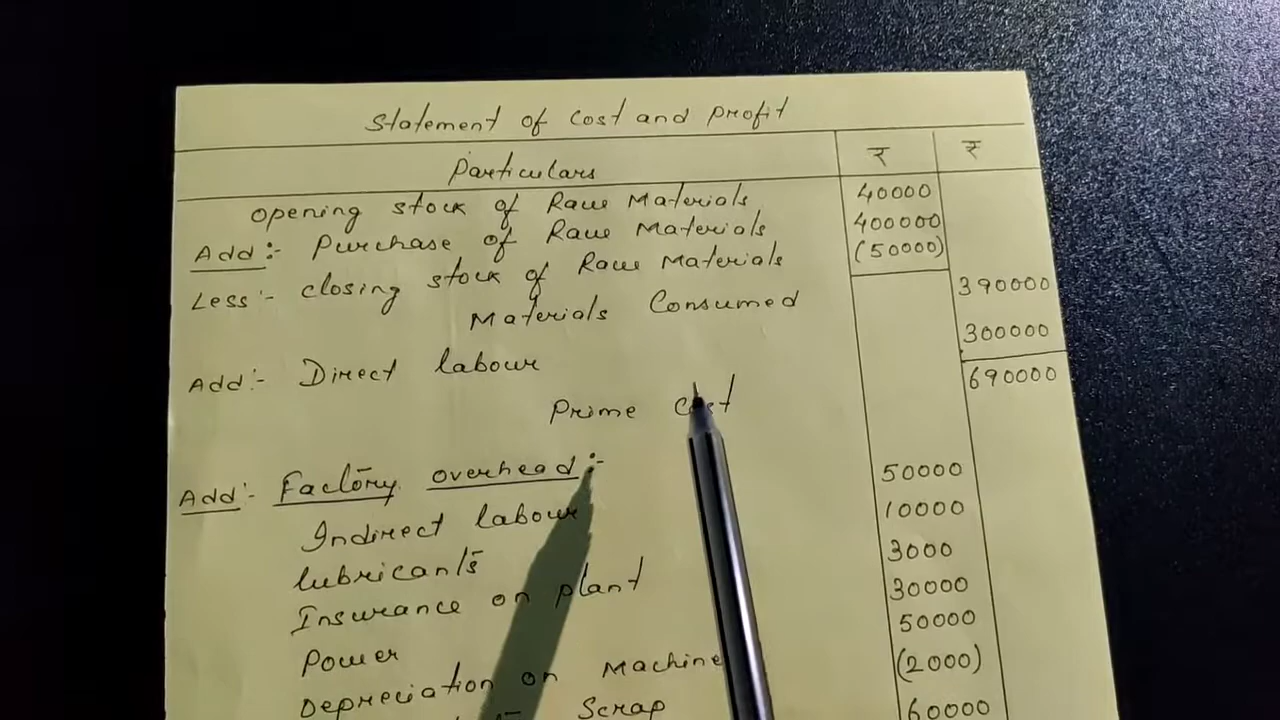 Statement of Cost and Profit
Particulars ₹ ₹
Opening stock of Raw Materials 40000
Add:- Purchase of Raw Materials 400000
Less:- closing stock of Raw Materials (50000)
Materials Consumed 390000
Add:- Direct labour 300000
Prime Cost 690000
Add:- Factory overhead:-
Indirect labour 50000
lubricants 10000
Insurance on plant 3000
Power 30000
Depreciation on Machine 50000
Scrap (2000)
60000